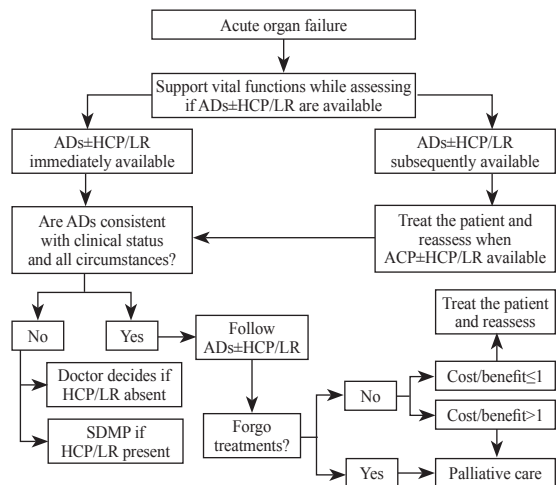 Acute organ failure
Support vital functions while assessing
if ADs±HCP/LR are available
ADs±HCP/LR
immediately available
ADs±HCP/LR
subsequently available
Are ADs consistent
with clinical status
and all circumstances?
Treat the patient and
reassess when
ACP±HCP/LR available
No
Yes
Follow
ADs±HCP/LR
Treat the patient
and reassess
Doctor decides if
HCP/LR absent
SDMP if
HCP/LR present
Forgo
treatments?
No
Cost/benefit≤1
Cost/benefit>1
Yes
Palliative care